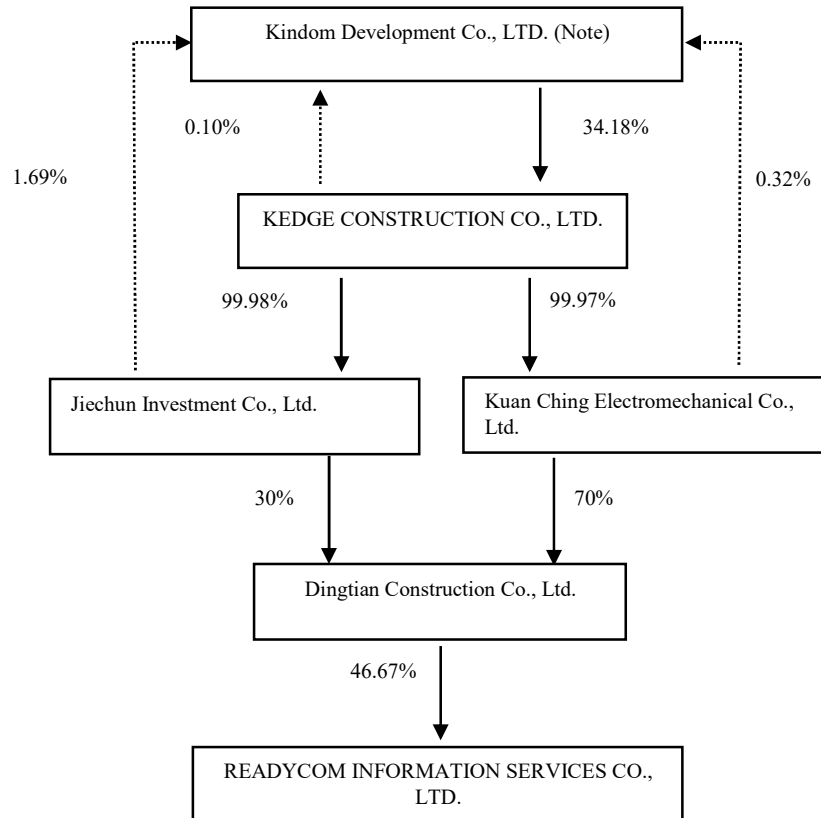 Kindom Development Co., LTD. (Note)
0.10%
34.18%
1.69%
0.32%
KEDGE CONSTRUCTION CO., LTD.
99.98%
99.97%
Jiechun Investment Co., Ltd.
Kuan Ching Electromechanical Co.,
Ltd.
30%
70%
Dingtian Construction Co., Ltd.
46.67%
READYCOM INFORMATION SERVICES CO.,
LTD.